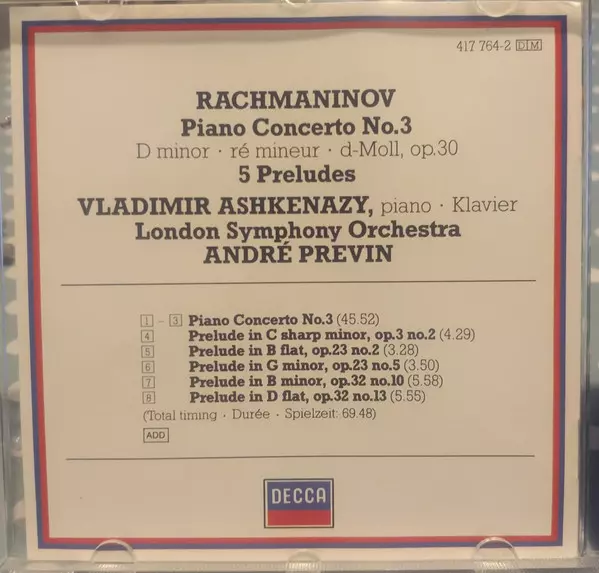 417 764-2 DM
RACHMANINOV
Piano Concerto No.3
D minor · ré mineur · d-Moll, op.30
5 Preludes
VLADIMIR ASHKENAZY, piano · Klavier
London Symphony Orchestra
ANDRÉ PREVIN
1 - 3 Piano Concerto No.3 (45.52)
4 Prelude in C sharp minor, op.3 no.2 (4.29)
5 Prelude in B flat, op.23 no.2 (3.28)
6 Prelude in G minor, op.23 no.5 (3.50)
7 Prelude in B minor, op.32 no.10 (5.58)
8 Prelude in D flat, op.32 no.13 (5.55)
(Total timing · Durée · Spielzeit: 69.48)
ADD
DECCA